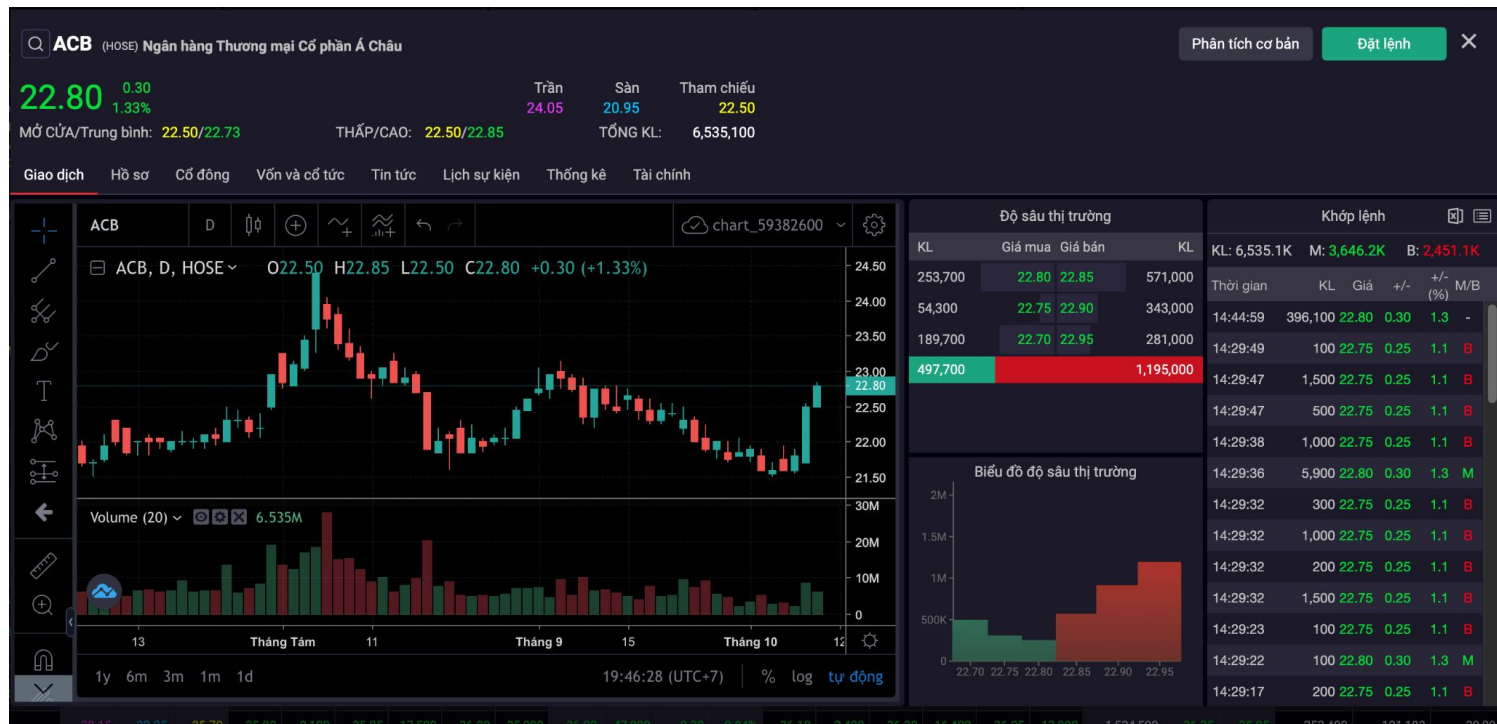 ACB (HOSE) Ngân hàng Thương mại Cổ phần Á Châu
Phân tích cơ bản
Đặt lệnh
22.80 0.30
1.33%
Trần Sàn Tham chiếu
24.05 20.95 22.50
MỞ CỬA/Trung bình: 22.50/22.73 THẤP/CAO: 22.50/22.85 TỔNG KL: 6,535,100
Giao dịch Hồ sơ Cổ đông Vốn và cổ tức Tin tức Lịch sự kiện Thống kê Tài chính
ACB D chart_59382600
ACB, D, HOSE O22.50 H22.85 L22.50 C22.80 +0.30 (+1.33%)
24.50
24.00
23.50
23.00
22.80
22.50
22.00
21.50
Volume (20) 6.535M
30M
20M
10M
0
13 Tháng Tám 11 Tháng 9 15 Tháng 10 12
1y 6m 3m 1m 1d 19:46:28 (UTC+7) % log tự động
Độ sâu thị trường
KL Giá mua Giá bán KL
253,700 22.80 22.85 571,000
54,300 22.75 22.90 343,000
189,700 22.70 22.95 281,000
497,700 1,195,000
Biểu đồ độ sâu thị trường
2M
1.5M
1M
500K
0
22.70 22.75 22.80 22.85 22.90 22.95
Khớp lệnh
KL: 6,535.1K M: 3,646.2K B: 2,451.1K
Thời gian KL Giá +/- +/- (%) M/B
14:44:59 396,100 22.80 0.30 1.3 -
14:29:49 100 22.75 0.25 1.1 B
14:29:47 1,500 22.75 0.25 1.1 B
14:29:47 500 22.75 0.25 1.1 B
14:29:38 1,000 22.75 0.25 1.1 B
14:29:36 5,900 22.80 0.30 1.3 M
14:29:32 300 22.75 0.25 1.1 B
14:29:32 1,000 22.75 0.25 1.1 B
14:29:32 200 22.75 0.25 1.1 B
14:29:32 1,500 22.75 0.25 1.1 B
14:29:23 100 22.75 0.25 1.1 B
14:29:22 100 22.80 0.30 1.3 M
14:29:17 200 22.75 0.25 1.1 B